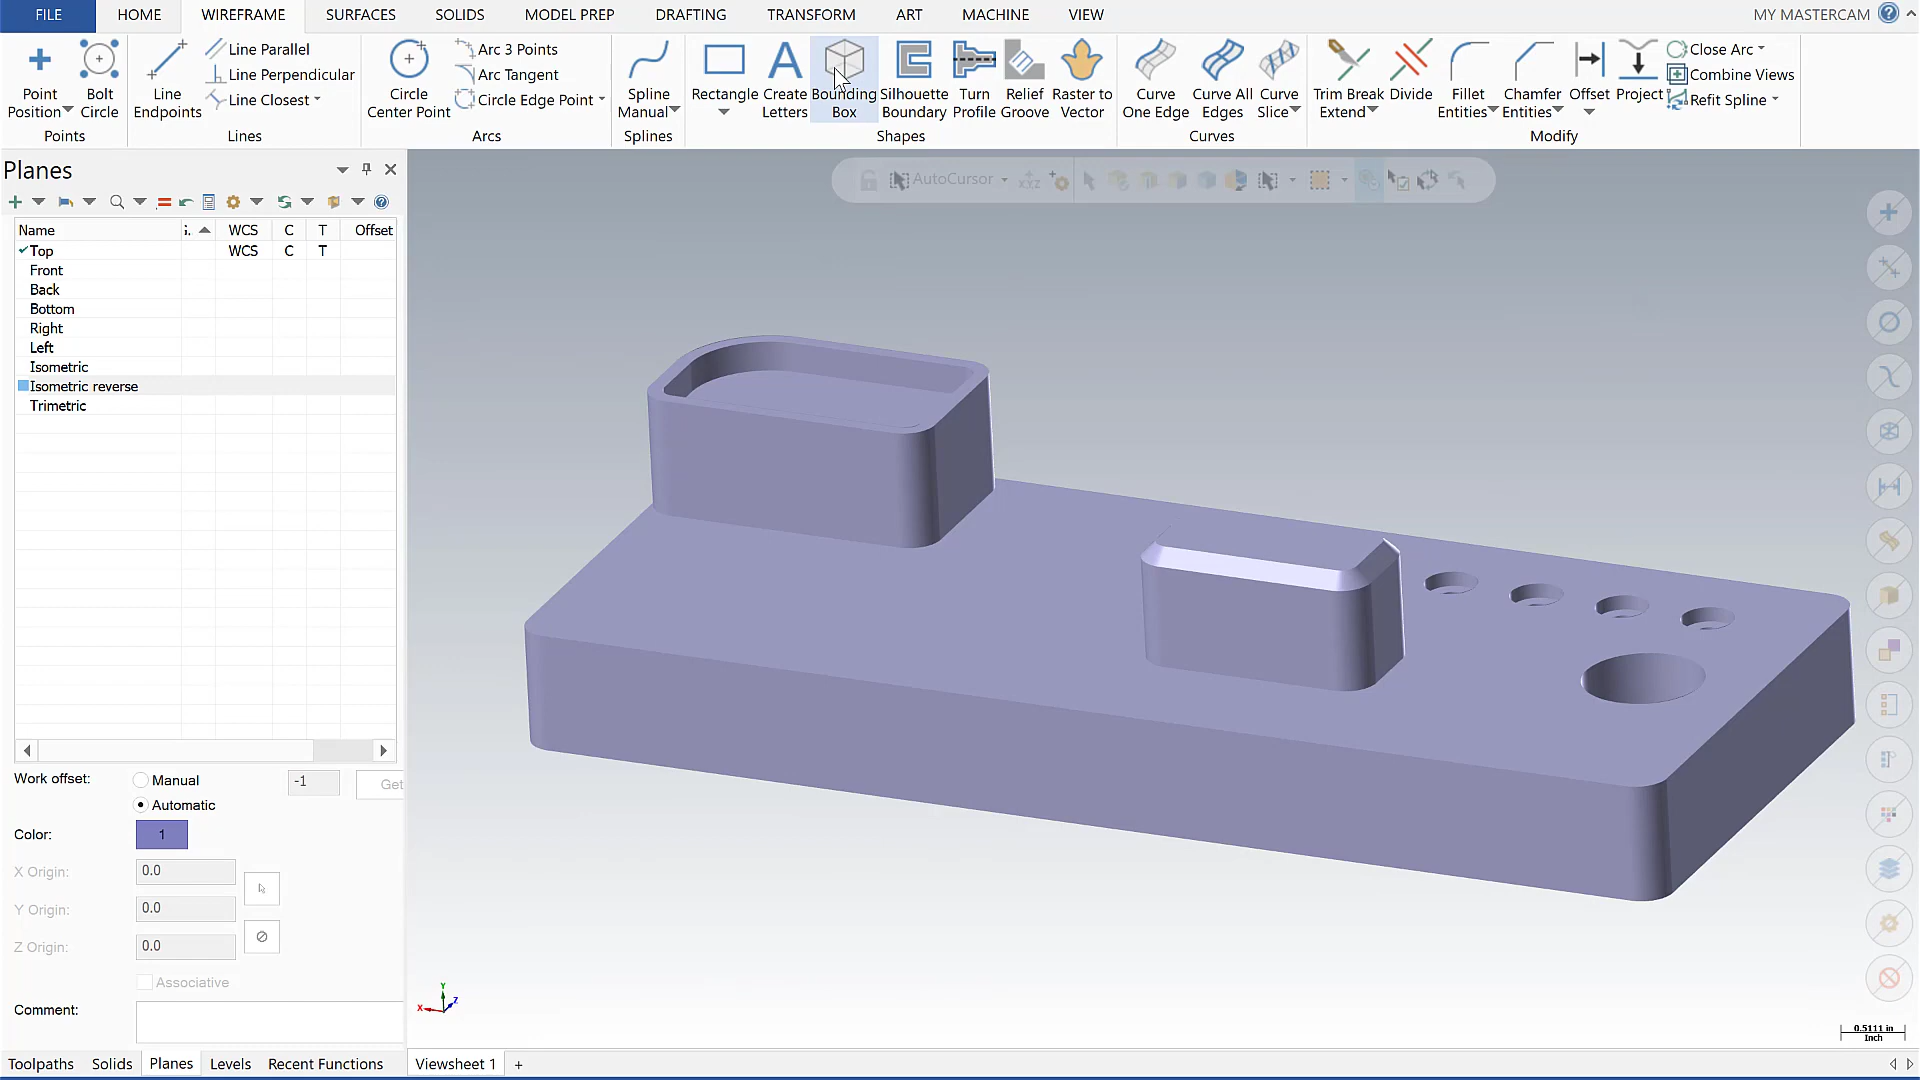 FILE HOME WIREFRAME SURFACES SOLIDS MODEL PREP DRAFTING TRANSFORM ART MACHINE VIEW MY MASTERCAM
Point Position
Bolt Circle
Points
Line Endpoints
Line Parallel
Line Perpendicular
Line Closest
Lines
Circle Center Point
Arc 3 Points
Arc Tangent
Circle Edge Point
Arcs
Spline Manual
Splines
Rectangle
Create Letters
Bounding Box
Silhouette Boundary
Turn Profile
Relief Groove
Raster to Vector
Shapes
Curve One Edge
Curve All Edges
Curve Slice
Curves
Trim Break Extend
Divide
Fillet Entities
Chamfer Entities
Offset
Project
Close Arc
Combine Views
Refit Spline
Modify
Planes
AutoCursor
XYZ
Name i. WCS C T Offset
Top WCS C T
Front
Back
Bottom
Right
Left
Isometric
Isometric reverse
Trimetric
Work offset: Manual -1 Get
Automatic
Color: 1
X Origin: 0.0
Y Origin: 0.0
Z Origin: 0.0
Associative
Comment:
Y
X Z
0.5111 in
Inch
Toolpaths Solids Planes Levels Recent Functions Viewsheet 1 +